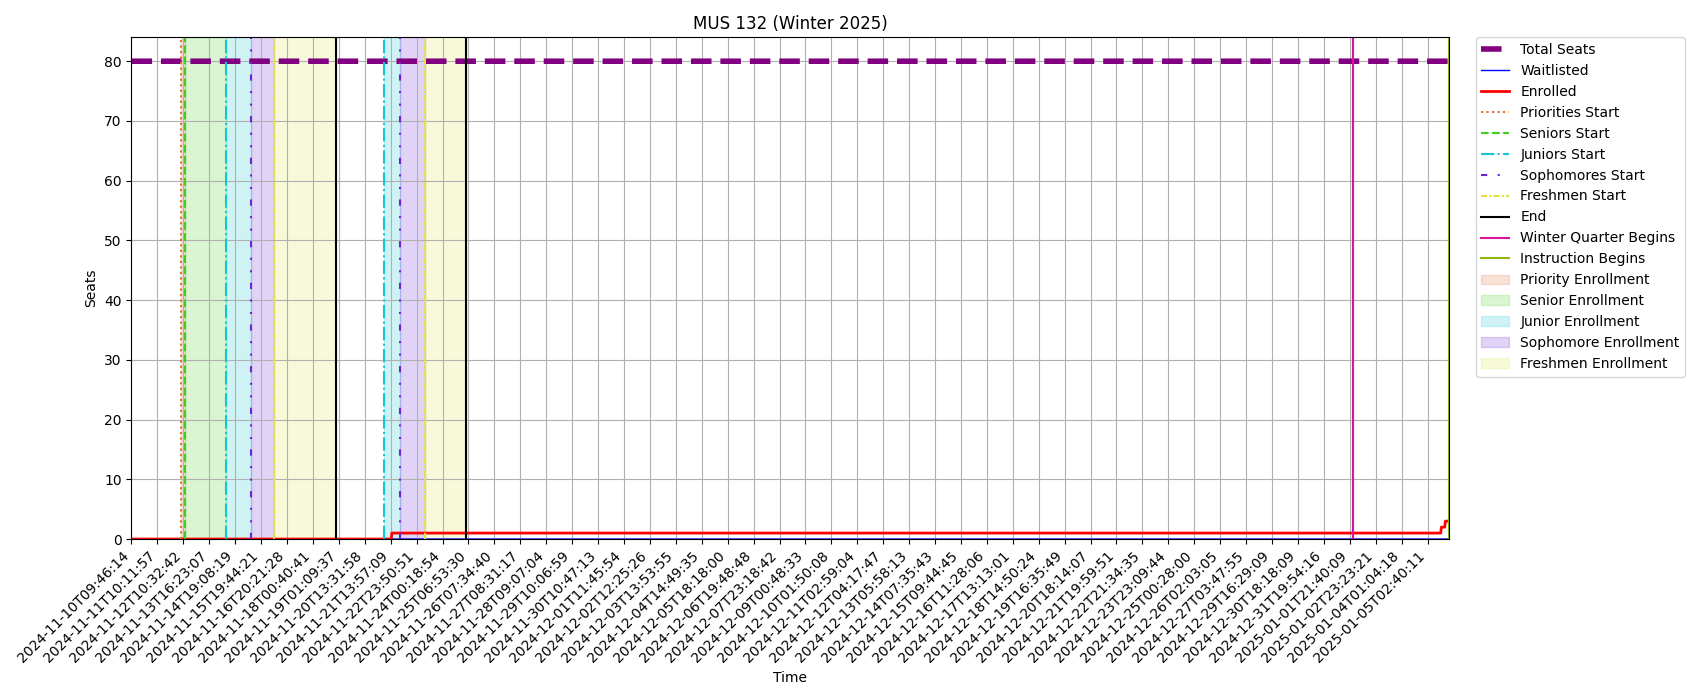 MUS 132 (Winter 2025)
Seats
80
70
60
50
40
30
20
10
0
2024-11-10T09:46:14
2024-11-11T10:11:57
2024-11-12T10:32:42
2024-11-13T16:23:07
2024-11-14T19:08:19
2024-11-15T19:44:21
2024-11-16T20:21:28
2024-11-18T00:40:41
2024-11-19T01:09:37
2024-11-20T13:31:58
2024-11-22T13:57:09
2024-11-22T23:50:51
2024-11-24T00:18:54
2024-11-25T06:53:30
2024-11-26T07:34:40
2024-11-27T08:31:17
2024-11-28T09:07:04
2024-11-29T10:06:59
2024-11-30T10:47:13
2024-12-01T11:45:54
2024-12-02T12:25:26
2024-12-03T13:53:55
2024-12-04T14:49:35
2024-12-05T18:18:00
2024-12-06T19:48:48
2024-12-07T23:18:42
2024-12-09T00:48:33
2024-12-10T01:50:08
2024-12-11T02:59:04
2024-12-12T04:17:47
2024-12-13T05:58:13
2024-12-14T07:35:43
2024-12-15T09:44:45
2024-12-16T11:28:06
2024-12-17T13:13:01
2024-12-18T14:50:24
2024-12-19T16:35:49
2024-12-20T18:14:07
2024-12-21T19:59:51
2024-12-22T21:34:35
2024-12-23T23:09:44
2024-12-25T00:28:00
2024-12-26T02:03:05
2024-12-27T03:47:55
2024-12-29T16:29:09
2024-12-30T18:18:09
2024-12-31T19:54:16
2025-01-01T21:40:09
2025-01-02T23:23:21
2025-01-04T01:04:18
2025-01-05T02:40:11
Time
Total Seats
Waitlisted
Enrolled
Priorities Start
Seniors Start
Juniors Start
Sophomores Start
Freshmen Start
End
Winter Quarter Begins
Instruction Begins
Priority Enrollment
Senior Enrollment
Junior Enrollment
Sophomore Enrollment
Freshmen Enrollment